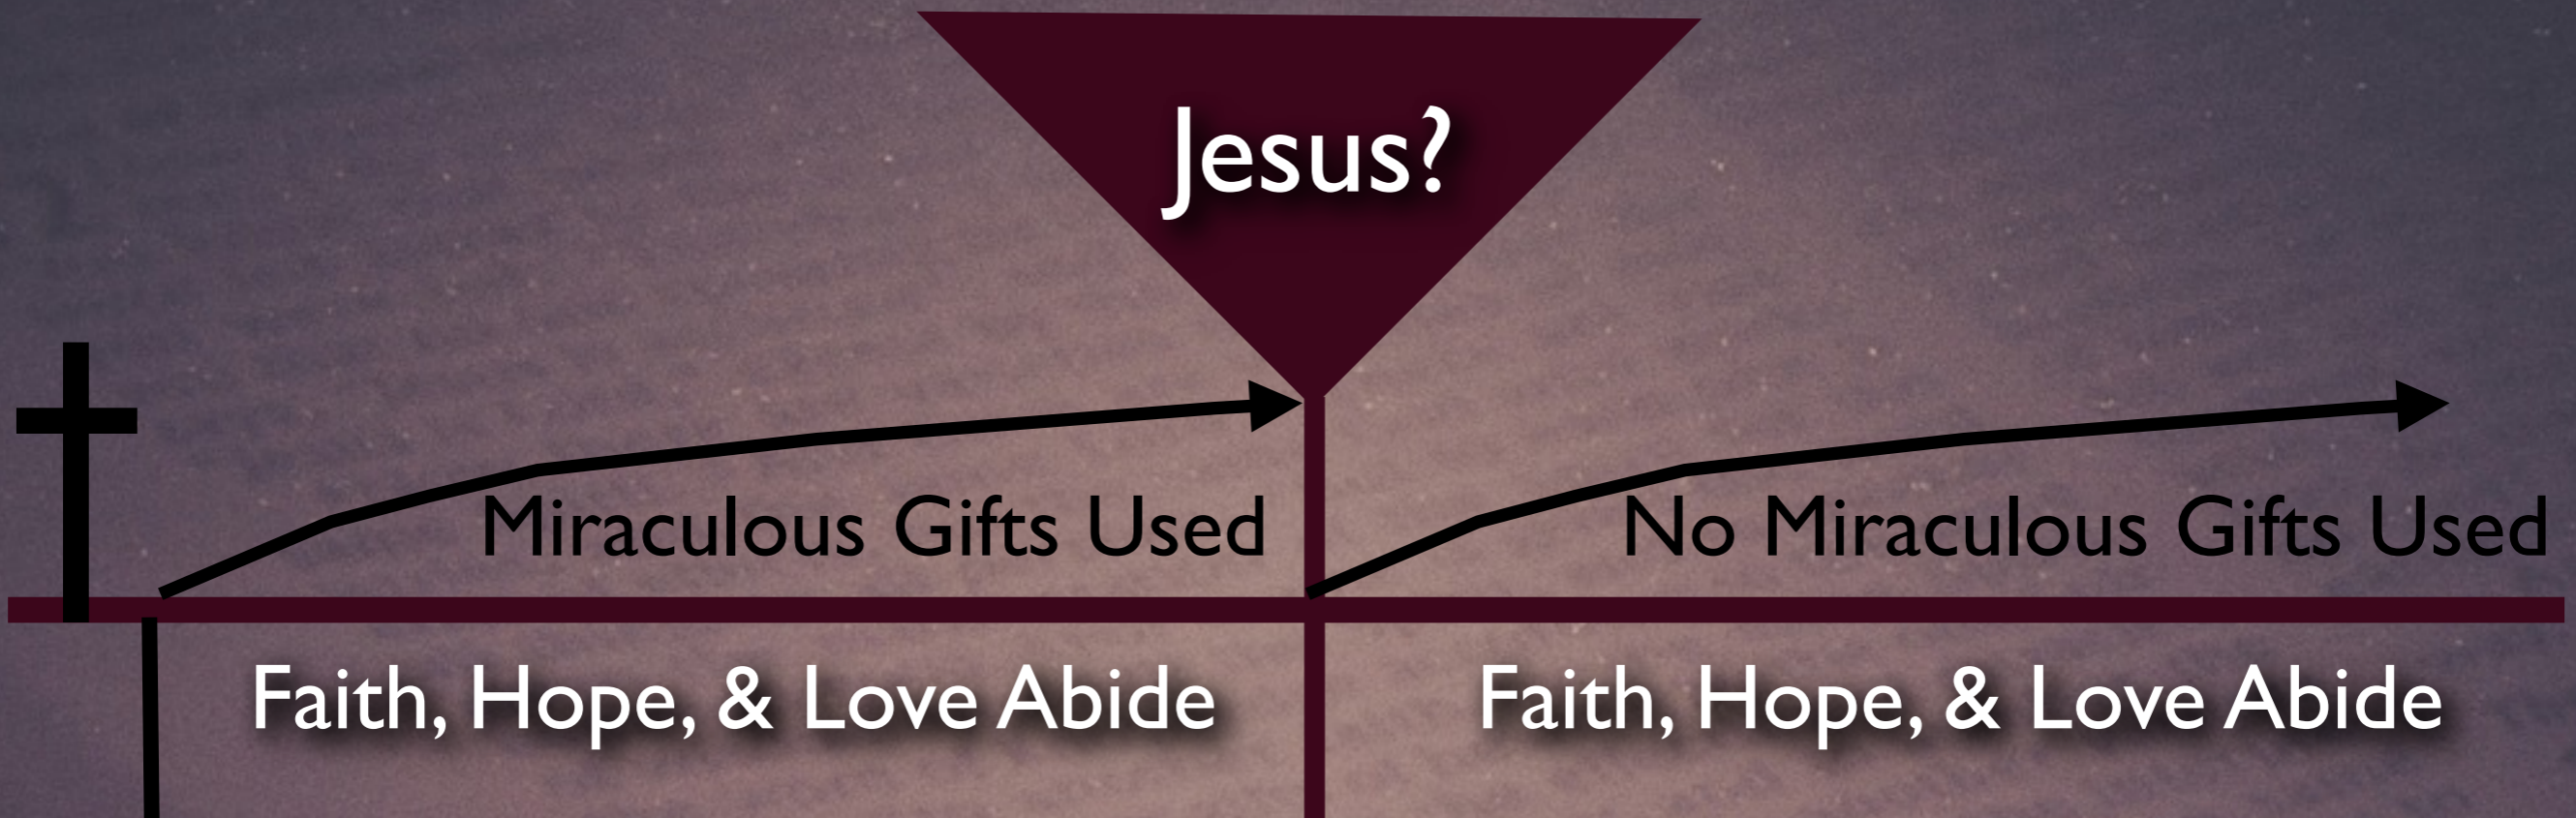 Jesus?
Miraculous Gifts Used
No Miraculous Gifts Used
Faith, Hope, & Love Abide
Faith, Hope, & Love Abide